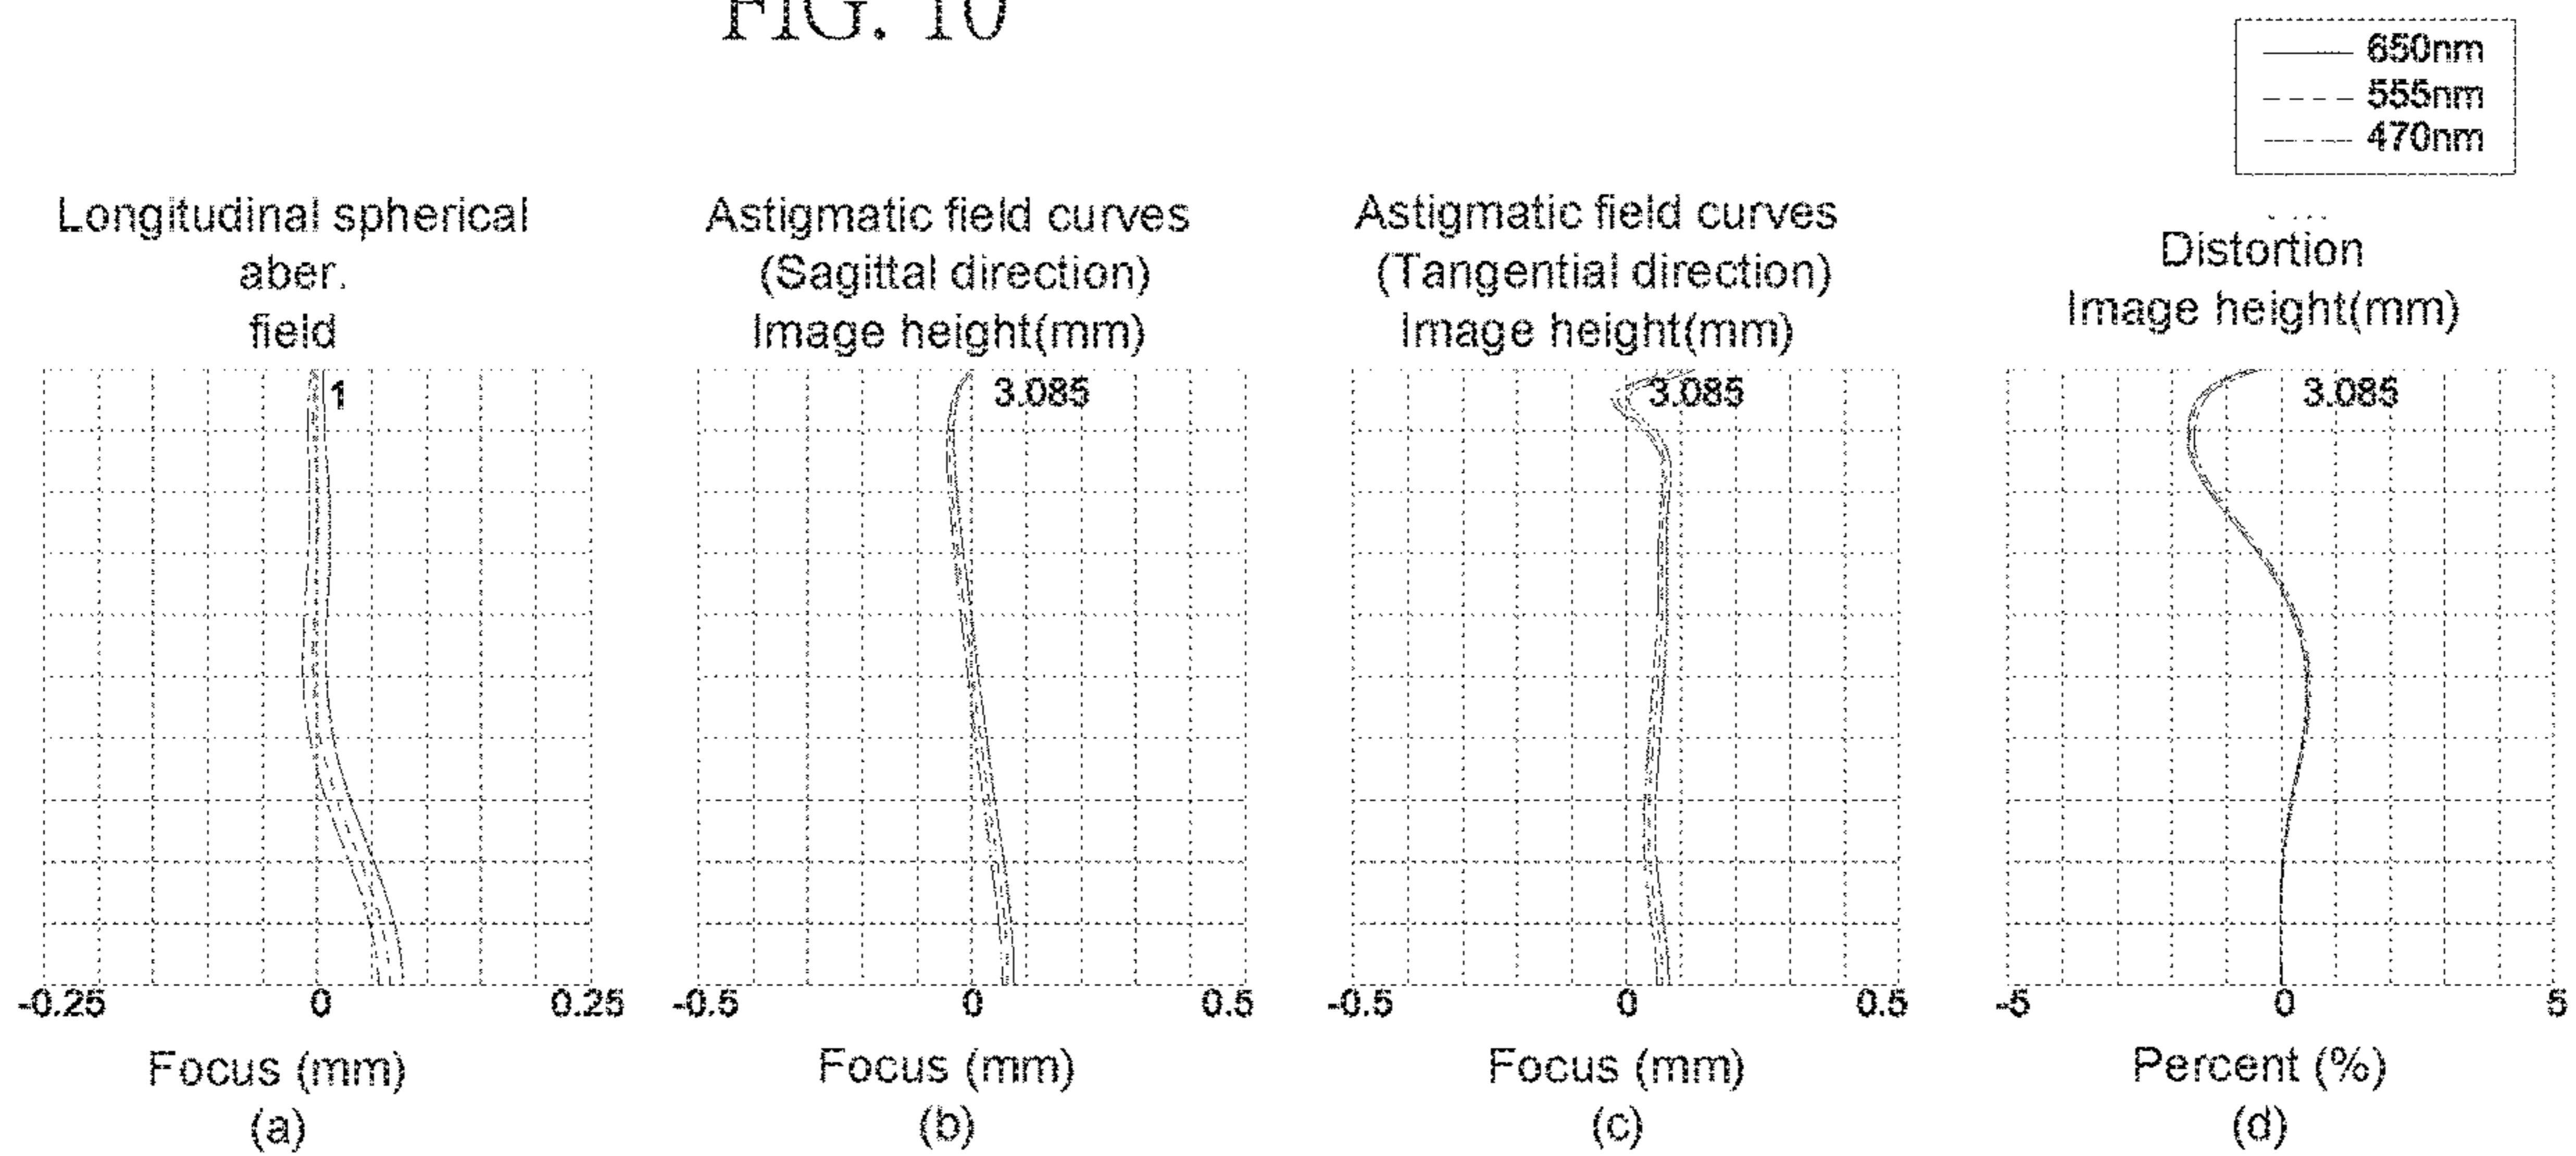 FIG. 10
650nm
555nm
470nm
Longitudinal spherical
aber.
field
1
-0.25 0 0.25
Focus (mm)
(a)
Astigmatic field curves
(Sagittal direction)
Image height(mm)
3.085
-0.5 0 0.5
Focus (mm)
(b)
Astigmatic field curves
(Tangential direction)
Image height(mm)
3.085
-0.5 0 0.5
Focus (mm)
(c)
Distortion
Image height(mm)
3.085
-5 0 5
Percent (%)
(d)